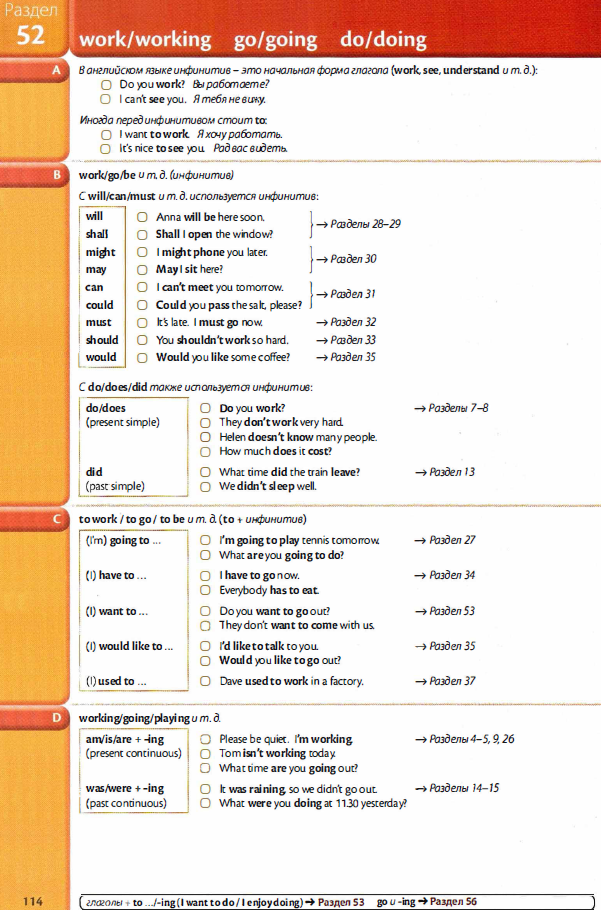 Раздел
52
work/working go/going do/doing
A
В английском языке инфинитив – это начальная форма глагола (work, see, understand и т. д.):
Do you work? Вы работаете?
I can't see you. Я тебя не вижу.
Иногда перед инфинитивом стоит to:
I want to work. Я хочу работать.
It's nice to see you. Рад вас видеть.
B
work/go/be и т. д. (инфинитив)
С will/can/must и т. д. используется инфинитив:
will Anna will be here soon.
shall Shall I open the window?
→ Разделы 28–29
might I might phone you later.
may May I sit here?
→ Раздел 30
can I can't meet you tomorrow.
could Could you pass the salt, please?
→ Раздел 31
must It's late. I must go now. → Раздел 32
should You shouldn't work so hard. → Раздел 33
would Would you like some coffee? → Раздел 35
С do/does/did также используется инфинитив:
do/does Do you work? → Разделы 7–8
(present simple) They don't work very hard.
Helen doesn't know many people.
How much does it cost?
did What time did the train leave? → Раздел 13
(past simple) We didn't sleep well.
C
to work / to go / to be и т. д. (to + инфинитив)
(I'm) going to ... I'm going to play tennis tomorrow. → Раздел 27
What are you going to do?
(I) have to ... I have to go now. → Раздел 34
Everybody has to eat.
(I) want to ... Do you want to go out? → Раздел 53
They don't want to come with us.
(I) would like to ... I'd like to talk to you. → Раздел 35
Would you like to go out?
(I) used to ... Dave used to work in a factory. → Раздел 37
D
working/going/playing и т. д.
am/is/are + -ing Please be quiet. I'm working. → Разделы 4–5, 9, 26
(present continuous) Tom isn't working today.
What time are you going out?
was/were + -ing It was raining, so we didn't go out. → Разделы 14–15
(past continuous) What were you doing at 11.30 yesterday?
114
глаголы + to .../-ing (I want to do / I enjoy doing) → Раздел 53 go и -ing → Раздел 56